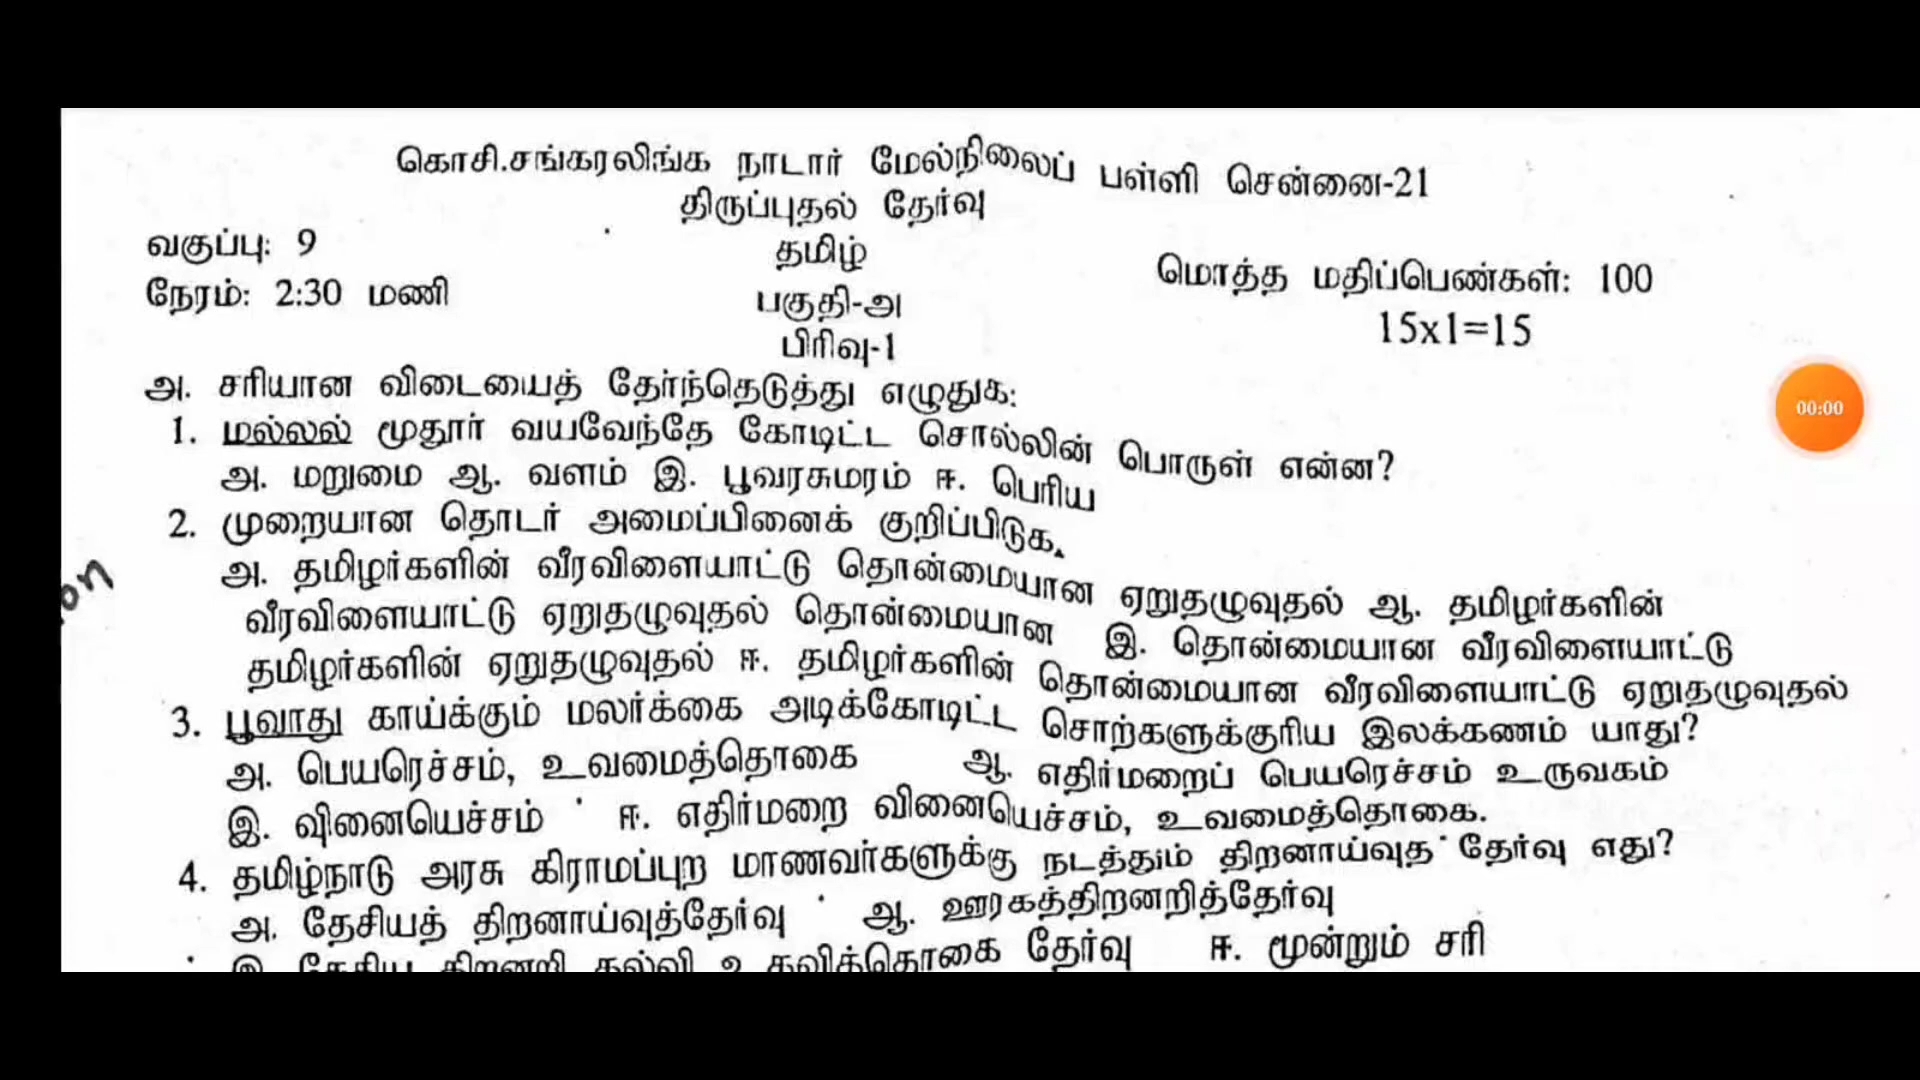 கொசி.சங்கரலிங்க நாடார் மேல்நிலைப் பள்ளி சென்னை-21
திருப்புதல் தேர்வு
வகுப்பு: 9
தமிழ்
மொத்த மதிப்பெண்கள்: 100
நேரம்: 2:30 மணி
பகுதி-அ
15x1=15
பிரிவு-1
அ. சரியான விடையைத் தேர்ந்தெடுத்து எழுதுக:
00:00
1. மல்லல் மூதூர் வயவேந்தே கோடிட்ட சொல்லின் பொருள் என்ன?
அ. மறுமை ஆ. வளம் இ. பூவரசுமரம் ஈ. பெரிய
2. முறையான தொடர் அமைப்பினைக் குறிப்பிடுக.
அ. தமிழர்களின் வீரவிளையாட்டு தொன்மையான ஏறுதழுவுதல் ஆ. தமிழர்களின்
வீரவிளையாட்டு ஏறுதழுவுதல் தொன்மையான இ. தொன்மையான வீரவிளையாட்டு
தமிழர்களின் ஏறுதழுவுதல் ஈ. தமிழர்களின் தொன்மையான வீரவிளையாட்டு ஏறுதழுவுதல்
3. பூவாது காய்க்கும் மலர்க்கை அடிக்கோடிட்ட சொற்களுக்குரிய இலக்கணம் யாது?
அ. பெயரெச்சம், உவமைத்தொகை ஆ. எதிர்மறைப் பெயரெச்சம் உருவகம்
இ. வினையெச்சம் ஈ. எதிர்மறை வினையெச்சம், உவமைத்தொகை.
4. தமிழ்நாடு அரசு கிராமப்புற மாணவர்களுக்கு நடத்தும் திறனாய்வுத தேர்வு எது?
அ. தேசியத் திறனாய்வுத்தேர்வு ஆ. ஊரகத்திறனறித்தேர்வு
இ. தேசிய திறனறி கல்வி உதவித்தொகை தேர்வு ஈ. மூன்றும் சரி